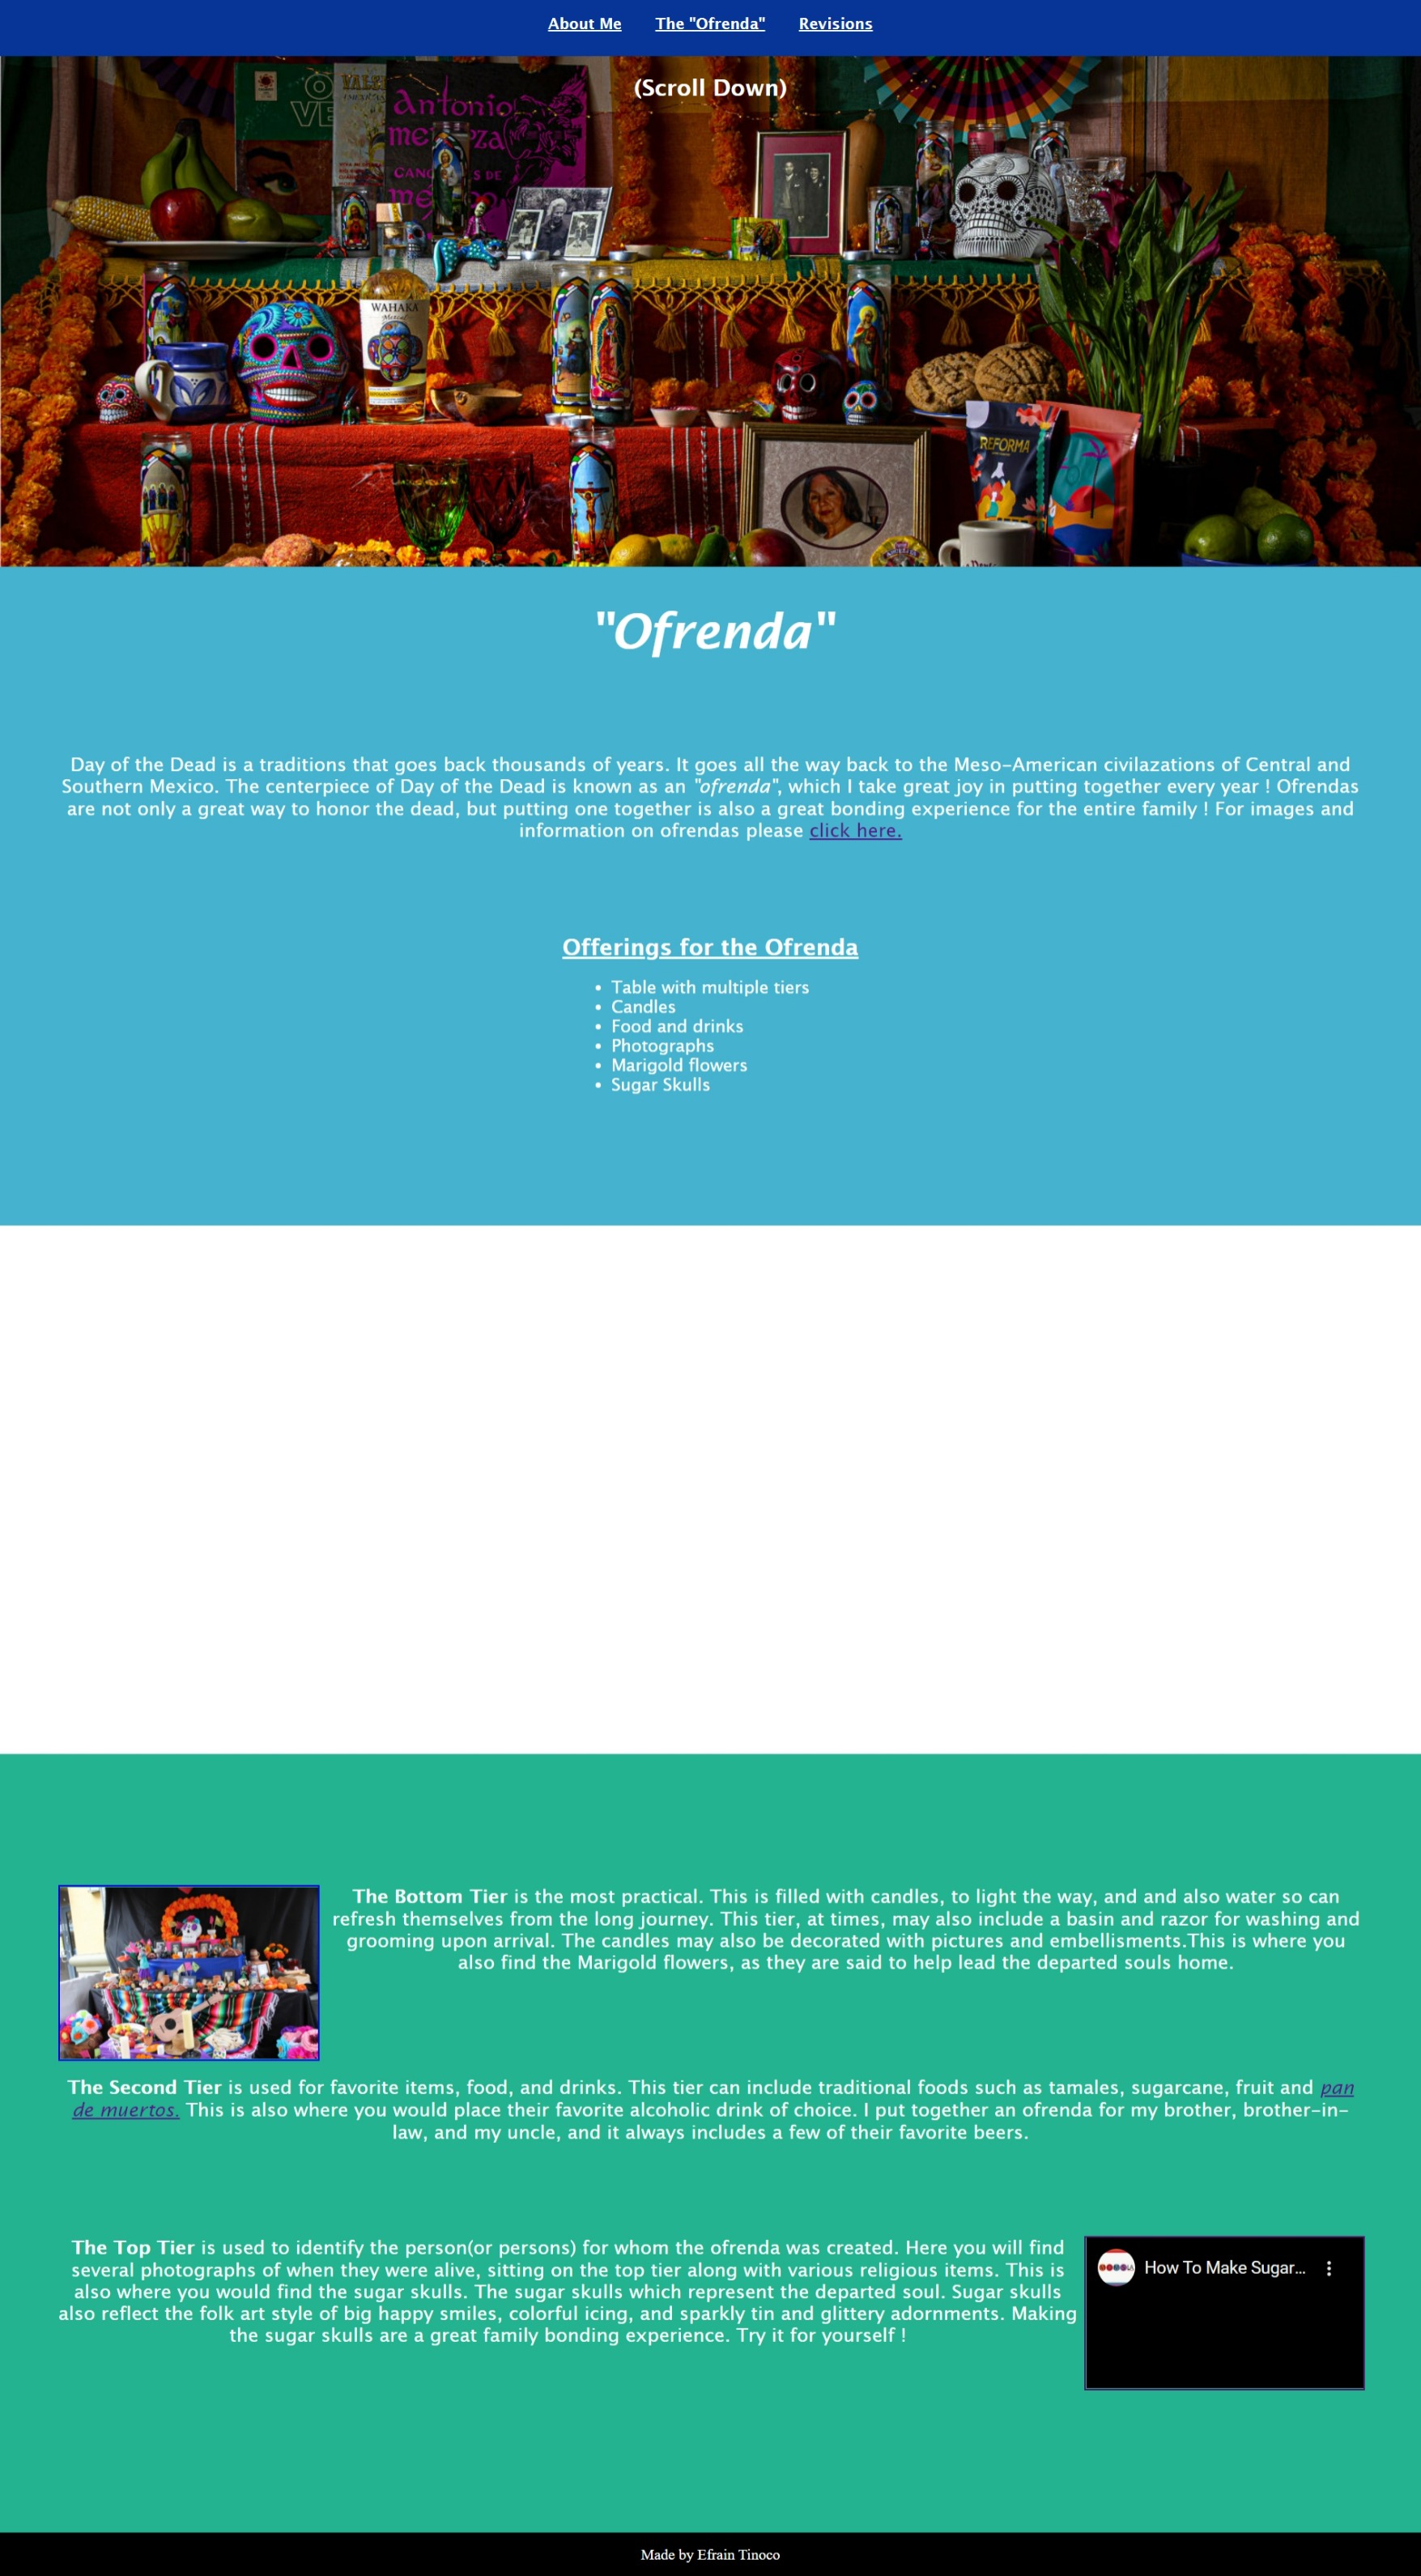 About Me The "Ofrenda" Revisions
(Scroll Down)
Antonio
CANC S DE
WAHAKA
Mezcal
REFORMA
"Ofrenda"
Day of the Dead is a traditions that goes back thousands of years. It goes all the way back to the Meso-American civilazations of Central and
Southern Mexico. The centerpiece of Day of the Dead is known as an "ofrenda", which I take great joy in putting together every year ! Ofrendas
are not only a great way to honor the dead, but putting one together is also a great bonding experience for the entire family ! For images and
information on ofrendas please click here.
Offerings for the Ofrenda
• Table with multiple tiers
• Candles
• Food and drinks
• Photographs
• Marigold flowers
• Sugar Skulls
The Bottom Tier is the most practical. This is filled with candles, to light the way, and and also water so can
refresh themselves from the long journey. This tier, at times, may also include a basin and razor for washing and
grooming upon arrival. The candles may also be decorated with pictures and embellisments.This is where you
also find the Marigold flowers, as they are said to help lead the departed souls home.
The Second Tier is used for favorite items, food, and drinks. This tier can include traditional foods such as tamales, sugarcane, fruit and pan
de muertos. This is also where you would place their favorite alcoholic drink of choice. I put together an ofrenda for my brother, brother-in-
law, and my uncle, and it always includes a few of their favorite beers.
The Top Tier is used to identify the person(or persons) for whom the ofrenda was created. Here you will find
several photographs of when they were alive, sitting on the top tier along with various religious items. This is
also where you would find the sugar skulls. The sugar skulls which represent the departed soul. Sugar skulls
also reflect the folk art style of big happy smiles, colorful icing, and sparkly tin and glittery adornments. Making
the sugar skulls are a great family bonding experience. Try it for yourself !
How To Make Sugar...
Made by Efrain Tinoco